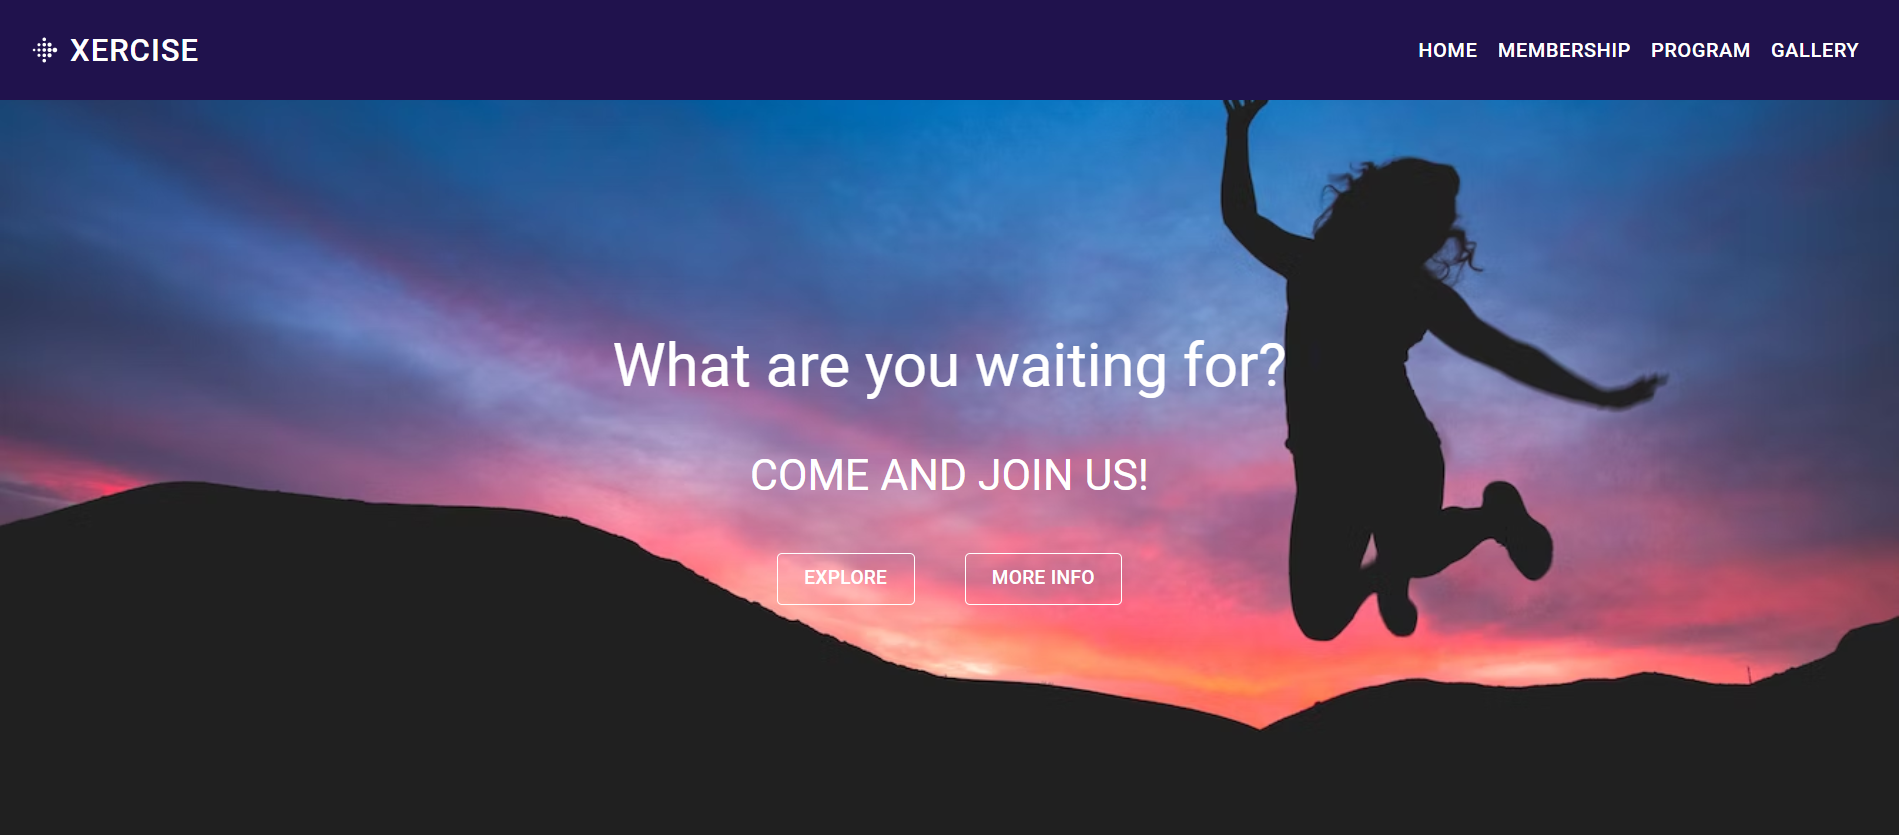 XERCISE
HOME MEMBERSHIP PROGRAM GALLERY
What are you waiting for?
COME AND JOIN US!
EXPLORE MORE INFO